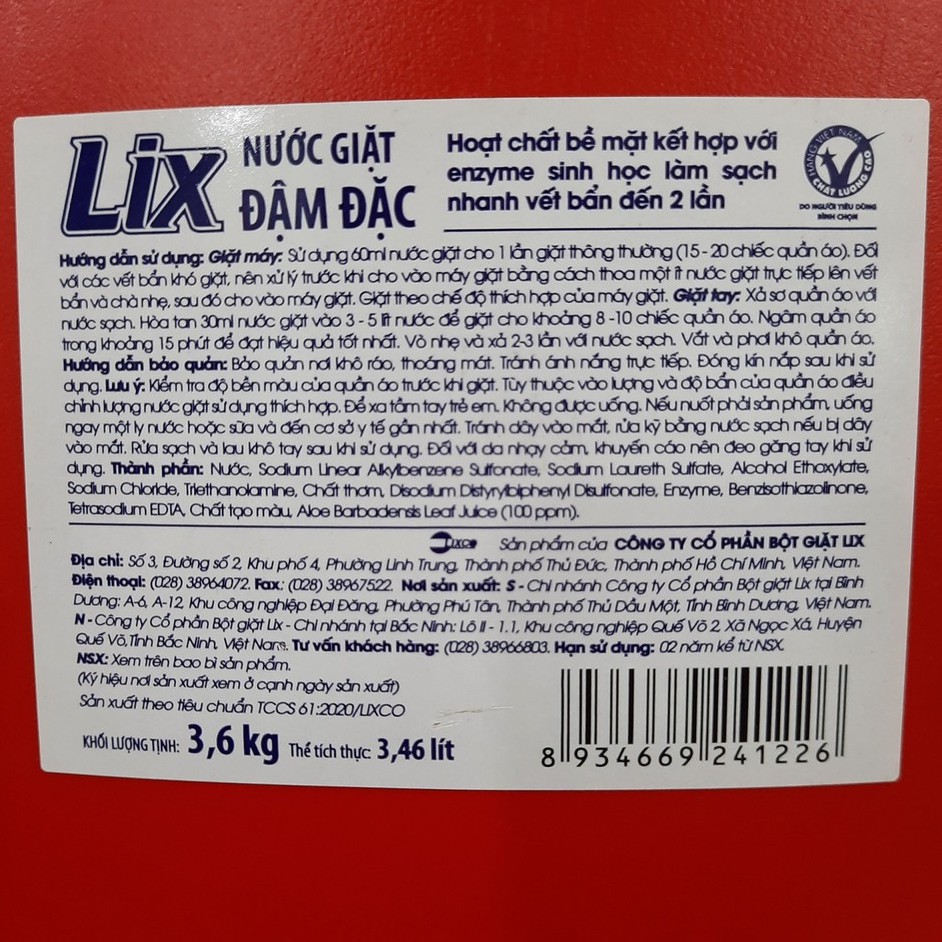 Lix
NƯỚC GIẶT
ĐẬM ĐẶC
Hoạt chất bề mặt kết hợp với
enzyme sinh học làm sạch
nhanh vết bẩn đến 2 lần
HÀNG VIỆT NAM
CHẤT LƯỢNG CAO
DO NGƯỜI TIÊU DÙNG
BÌNH CHỌN
Hướng dẫn sử dụng: Giặt máy: Sử dụng 60ml nước giặt cho 1 lần giặt thông thường (15 - 20 chiếc quần áo). Đối
với các vết bẩn khó giặt, nên xử lý trước khi cho vào máy giặt bằng cách thoa một ít nước giặt trực tiếp lên vết
bẩn và chà nhẹ, sau đó cho vào máy giặt. Giặt theo chế độ thích hợp của máy giặt. Giặt tay: Xả sơ quần áo với
nước sạch. Hòa tan 30ml nước giặt vào 3 - 5 lít nước để giặt cho khoảng 8 -10 chiếc quần áo. Ngâm quần áo
trong khoảng 15 phút để đạt hiệu quả tốt nhất. Vò nhẹ và xả 2-3 lần với nước sạch. Vắt và phơi khô quần áo.
Hướng dẫn bảo quản: Bảo quản nơi khô ráo, thoáng mát. Tránh ánh nắng trực tiếp. Đóng kín nắp sau khi sử
dụng. Lưu ý: Kiểm tra độ bền màu của quần áo trước khi giặt. Tùy thuộc vào lượng và độ bẩn của quần áo điều
chỉnh lượng nước giặt sử dụng thích hợp. Để xa tầm tay trẻ em. Không được uống. Nếu nuốt phải sản phẩm, uống
ngay một ly nước hoặc sữa và đến cơ sở y tế gần nhất. Tránh dây vào mắt, rửa kỹ bằng nước sạch nếu bị dây
vào mắt. Rửa sạch và lau khô tay sau khi sử dụng. Đối với da nhạy cảm, khuyến cáo nên đeo găng tay khi sử
dụng. Thành phần: Nước, Sodium Linear Alkylbenzene Sulfonate, Sodium Laureth Sulfate, Alcohol Ethoxylate,
Sodium Chloride, Triethanolamine, Chất thơm, Disodium Distyrylbiphenyl Disulfonate, Enzyme, Benzisothiazolinone,
Tetrasodium EDTA, Chất tạo màu, Aloe Barbadensis Leaf Juice (100 ppm).
LIXCO Sản phẩm của CÔNG TY CỔ PHẦN BỘT GIẶT LIX
Địa chỉ: Số 3, Đường số 2, Khu phố 4, Phường Linh Trung, Thành phố Thủ Đức, Thành phố Hồ Chí Minh, Việt Nam.
Điện thoại: (028) 38964072. Fax: (028) 38967522. Nơi sản xuất: S - Chi nhánh Công ty Cổ phần Bột giặt Lix tại Bình
Dương: A-6, A-12, Khu công nghiệp Đại Đăng, Phường Phú Tân, Thành phố Thủ Dầu Một, Tỉnh Bình Dương, Việt Nam.
N - Công ty Cổ phần Bột giặt Lix - Chi nhánh tại Bắc Ninh: Lô II - 1.1, Khu công nghiệp Quế Võ 2, Xã Ngọc Xá, Huyện
Quế Võ, Tỉnh Bắc Ninh, Việt Nam. Tư vấn khách hàng: (028) 38966803. Hạn sử dụng: 02 năm kể từ NSX.
NSX: Xem trên bao bì sản phẩm.
(Ký hiệu nơi sản xuất xem ở cạnh ngày sản xuất)
Sản xuất theo tiêu chuẩn TCCS 61:2020/LIXCO
KHỐI LƯỢNG TỊNH: 3,6 kg Thể tích thực: 3,46 lít
8 934669 241226